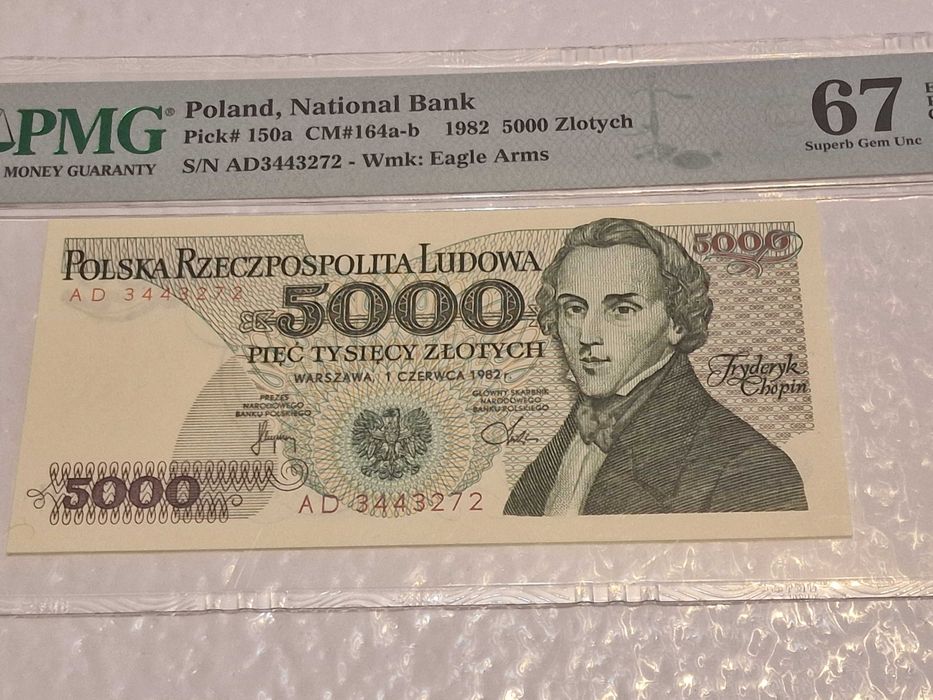 PMG®
MONEY GUARANTY
Poland, National Bank
Pick# 150a CM#164a-b 1982 5000 Zlotych
S/N AD3443272 - Wmk: Eagle Arms
67
Superb Gem Unc
POLSKA RZECZPOSPOLITA LUDOWA
AD 3443272
5000
5000
PIĘĆ TYSIĘCY ZŁOTYCH
WARSZAWA, 1 CZERWCA 1982 r.
PREZES
NARODOWEGO
BANKU POLSKIEGO
GŁÓWNY SKARBNIK
NARODOWEGO
BANKU POLSKIEGO
Fryderyk
Chopin
5000
AD 3443272